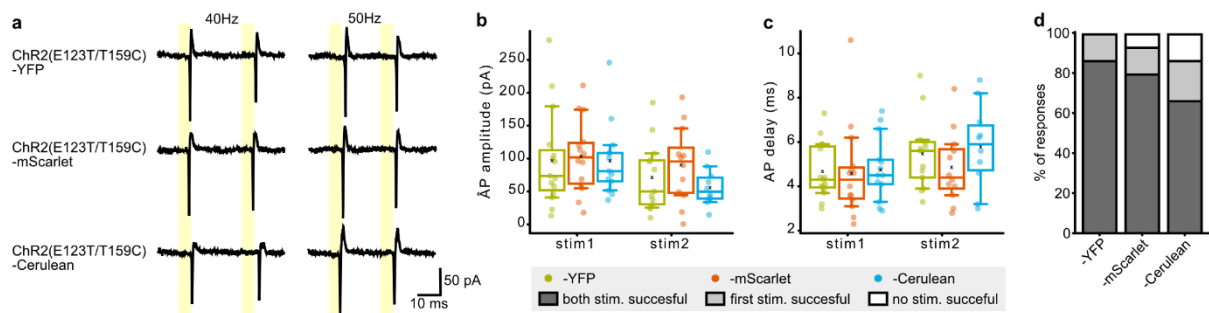 a
40Hz
50Hz
ChR2(E123T/T159C)
-YFP
ChR2(E123T/T159C)
-mScarlet
ChR2(E123T/T159C)
-Cerulean
50 pA
10 ms
b
ÂP amplitude (pA)
250
200
150
100
50
0
stim1
stim2
c
AP delay (ms)
10
8
6
4
2
stim1
stim2
-YFP
-mScarlet
-Cerulean
both stim. succesful
first stim. succesful
no stim. succeful
d
% of responses
100
80
60
40
20
0
-YFP
-mScarlet
-Cerulean